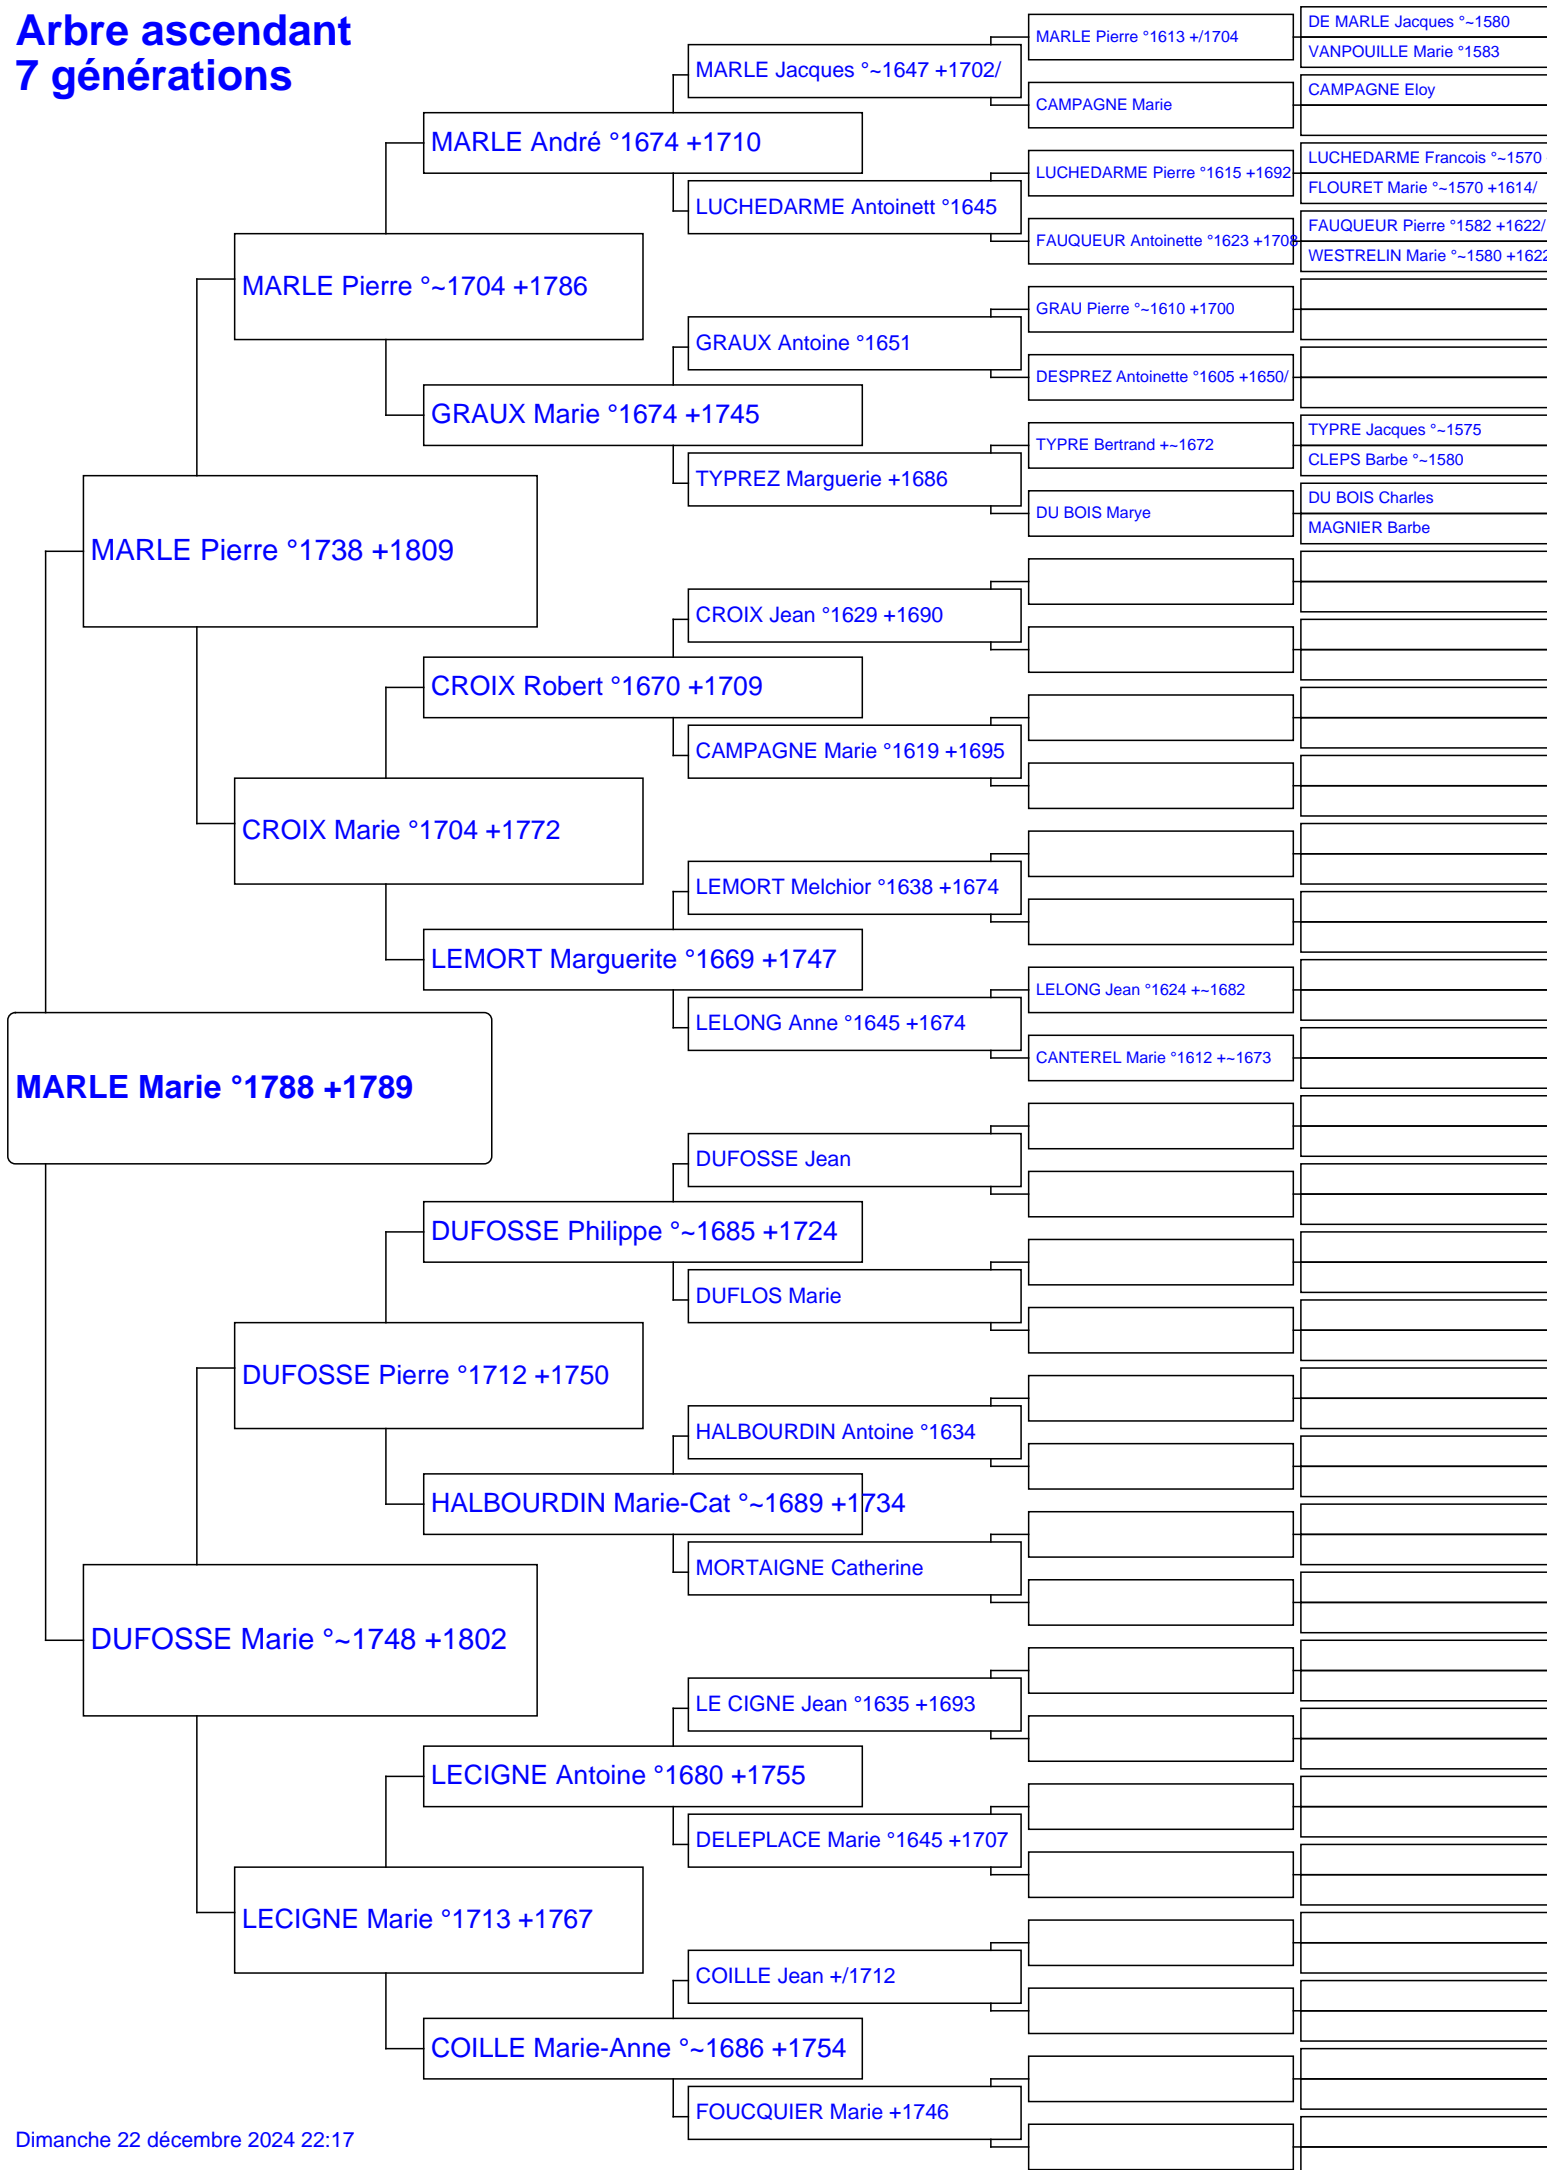 Arbre ascendant
7 générations
MARLE Marie °1788 +1789
MARLE Pierre °1738 +1809
DUFOSSE Marie °~1748 +1802
MARLE Pierre °~1704 +1786
CROIX Marie °1704 +1772
DUFOSSE Pierre °1712 +1750
LECIGNE Marie °1713 +1767
MARLE André °1674 +1710
GRAUX Marie °1674 +1745
CROIX Robert °1670 +1709
LEMORT Marguerite °1669 +1747
DUFOSSE Philippe °~1685 +1724
HALBOURDIN Marie-Cat °~1689 +1734
LECIGNE Antoine °1680 +1755
COILLE Marie-Anne °~1686 +1754
MARLE Jacques °~1647 +1702/
LUCHEDARME Antoinett °1645
GRAUX Antoine °1651
TYPREZ Marguerie +1686
CROIX Jean °1629 +1690
CAMPAGNE Marie °1619 +1695
LEMORT Melchior °1638 +1674
LELONG Anne °1645 +1674
DUFOSSE Jean
DUFLOS Marie
HALBOURDIN Antoine °1634
MORTAIGNE Catherine
LE CIGNE Jean °1635 +1693
DELEPLACE Marie °1645 +1707
COILLE Jean +/1712
FOUCQUIER Marie +1746
MARLE Pierre °1613 +/1704
CAMPAGNE Marie
LUCHEDARME Pierre °1615 +1692
FAUQUEUR Antoinette °1623 +1708
GRAU Pierre °~1610 +1700
DESPREZ Antoinette °1605 +1650/
TYPRE Bertrand +~1672
DU BOIS Marye
LELONG Jean °1624 +~1682
CANTEREL Marie °1612 +~1673
DE MARLE Jacques °~1580
VANPOUILLE Marie °1583
CAMPAGNE Eloy
LUCHEDARME Francois °~1570
FLOURET Marie °~1570 +1614/
FAUQUEUR Pierre °1582 +1622/
WESTRELIN Marie °~1580 +1622
TYPRE Jacques °~1575
CLEPS Barbe °~1580
DU BOIS Charles
MAGNIER Barbe
Dimanche 22 décembre 2024 22:17